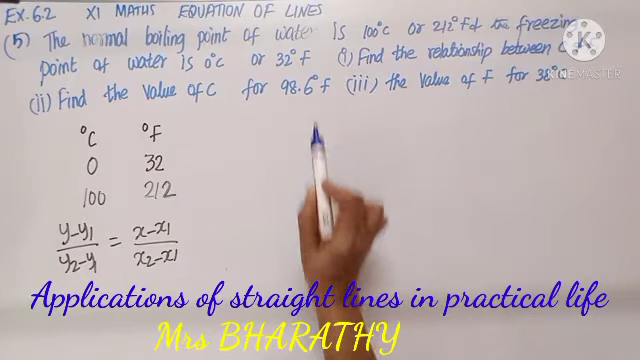 EX.6.2 XI MATHS EQUATION OF LINES
(5) The normal boiling point of water is 100°C or 212°F & the freezing
point of water is 0°C or 32°F (i) Find the relationship between C
(ii) Find the value of C for 98.6°f (iii) the value of F for 38°C
K
KINEMASTER
°C °F
0 32
100 212
y-y1/y2-y1 = x-x1/x2-x1
Applications of straight lines in practical life
Mrs BHARATHY